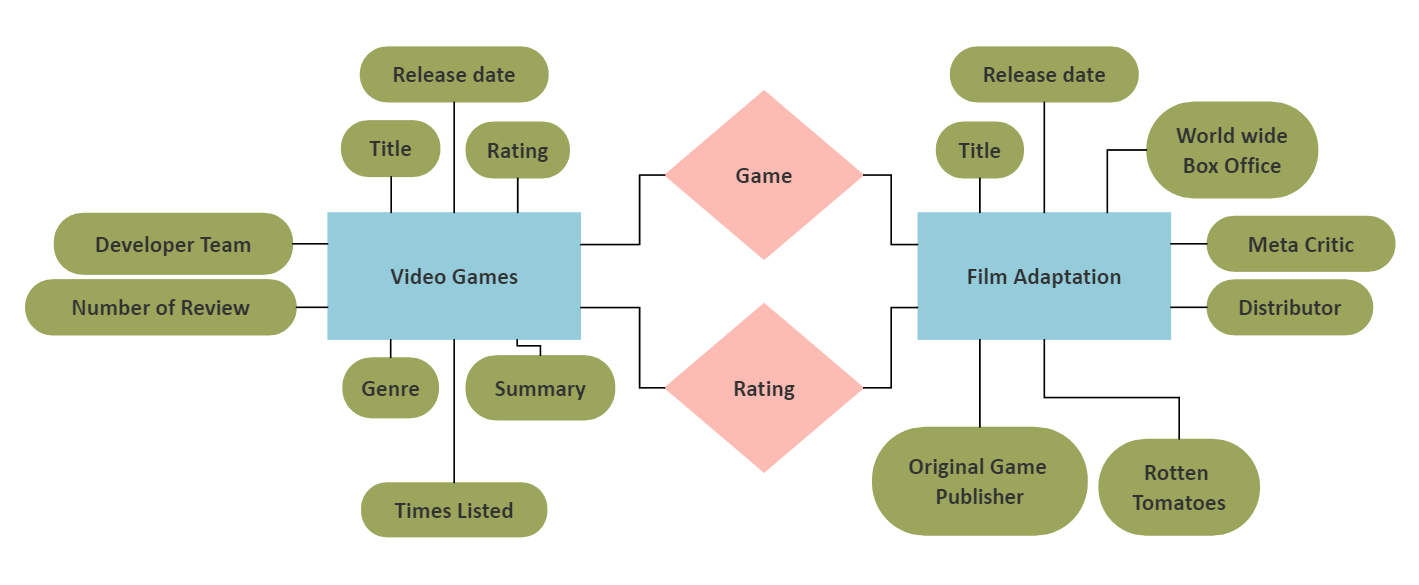 Release date
Release date
Title
Rating
Title
World wide
Box Office
Game
Developer Team
Meta Critic
Video Games
Film Adaptation
Number of Review
Distributor
Genre
Summary
Rating
Original Game
Publisher
Rotten
Tomatoes
Times Listed